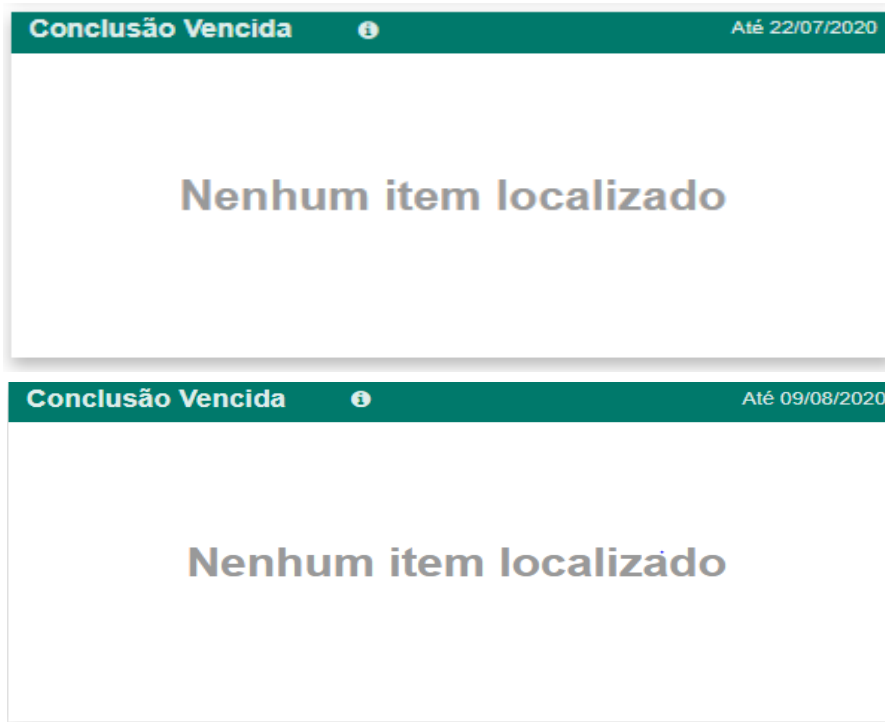 Conclusão Vencida Até 22/07/2020
Nenhum item localizado
Conclusão Vencida Até 09/08/2020
Nenhum item localizado